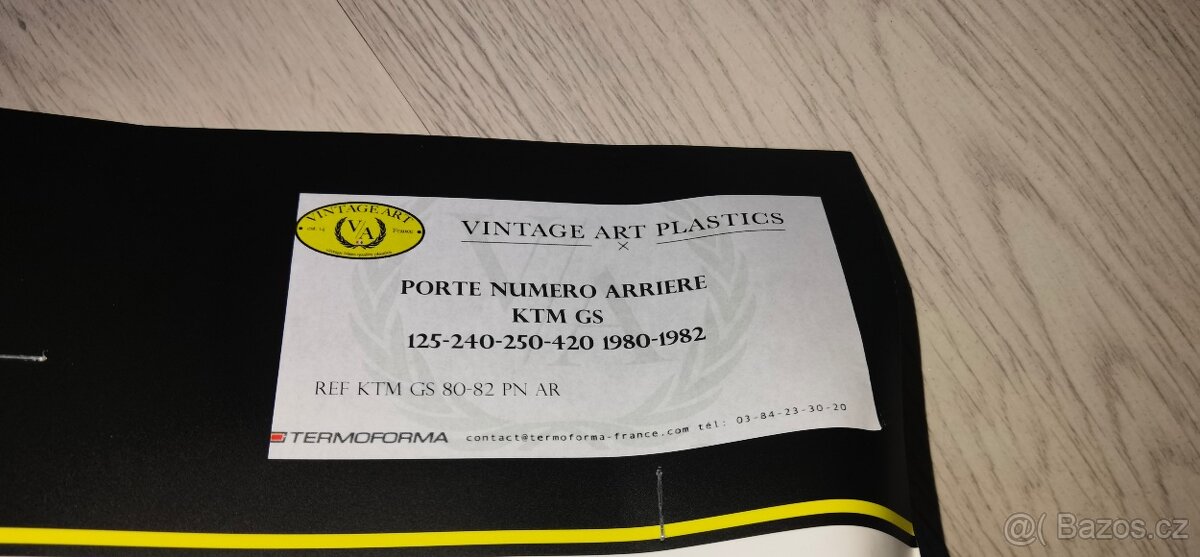 VINTAGE ART
V/A
France
VINTAGE ART PLASTICS
PORTE NUMERO ARRIERE
KTM GS
125-240-250-420 1980-1982
REF KTM GS 80-82 PN AR
TERMOFORMA contact@termoforma-france.com tél: 03-84-23-30-20
@( Bazos.cz